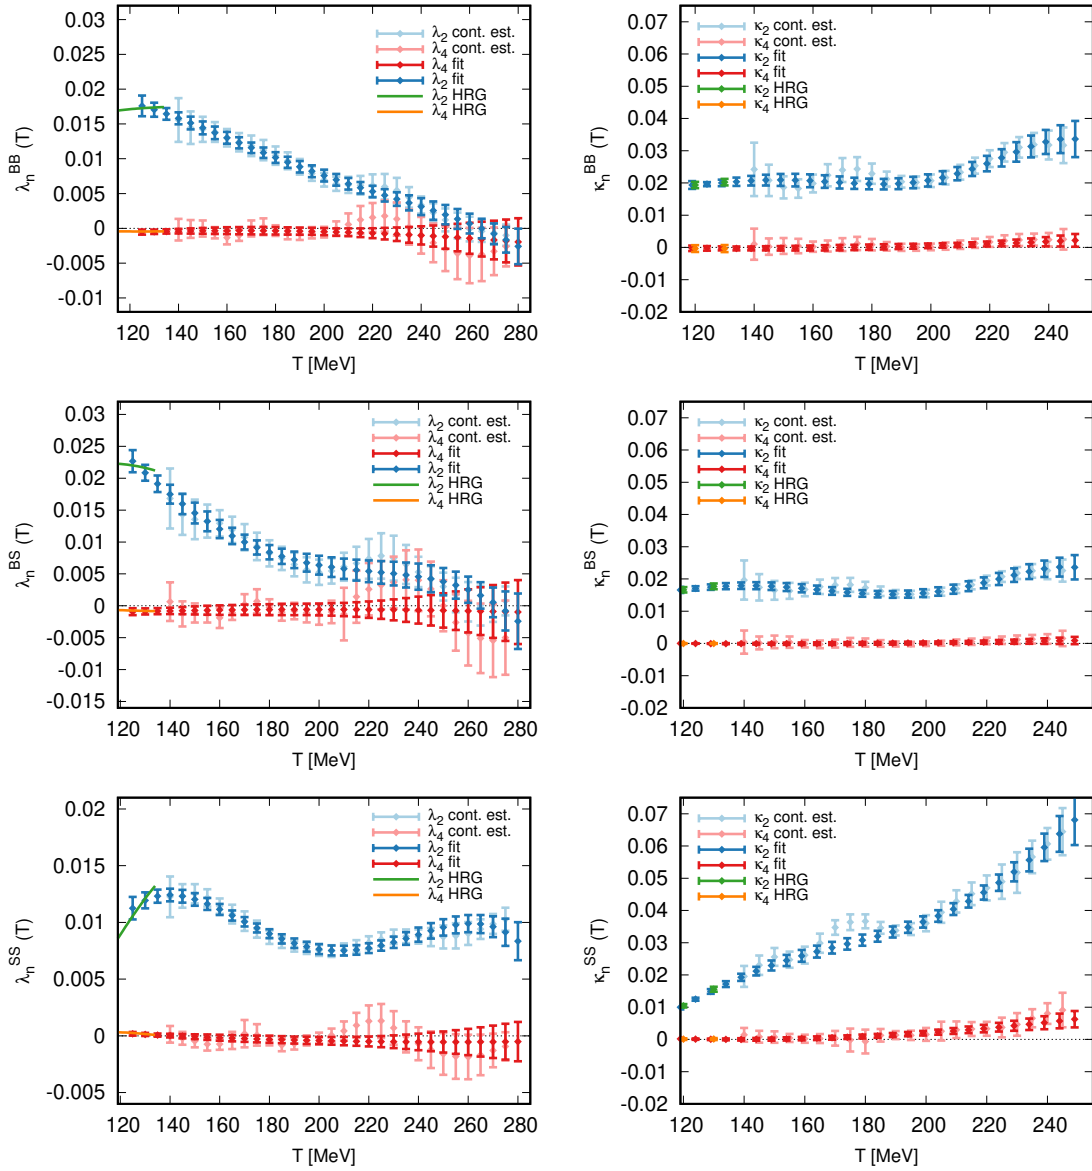 λ₂ cont. est.
λ₄ cont. est.
λ₄ fit
λ₂ fit
λ₂ HRG
λ₄ HRG
0.03
0.025
0.02
0.015
0.01
0.005
0
-0.005
-0.01
λₙᴮᴮ (T)
120 140 160 180 200 220 240 260 280
T [MeV]
κ₂ cont. est.
κ₄ cont. est.
κ₂ fit
κ₄ fit
κ₂ HRG
κ₄ HRG
0.07
0.06
0.05
0.04
0.03
0.02
0.01
0
-0.01
-0.02
κₙᴮᴮ (T)
120 140 160 180 200 220 240
T [MeV]
λ₂ cont. est.
λ₄ cont. est.
λ₄ fit
λ₂ fit
λ₂ HRG
λ₄ HRG
0.03
0.025
0.02
0.015
0.01
0.005
0
-0.005
-0.01
-0.015
λₙᴮˢ (T)
120 140 160 180 200 220 240 260 280
T [MeV]
κ₂ cont. est.
κ₄ cont. est.
κ₂ fit
κ₄ fit
κ₂ HRG
κ₄ HRG
0.07
0.06
0.05
0.04
0.03
0.02
0.01
0
-0.01
-0.02
κₙᴮˢ (T)
120 140 160 180 200 220 240
T [MeV]
λ₂ cont. est.
λ₄ cont. est.
λ₂ fit
λ₄ fit
λ₂ HRG
λ₄ HRG
0.02
0.015
0.01
0.005
0
-0.005
λₙˢˢ (T)
120 140 160 180 200 220 240 260 280
T [MeV]
κ₂ cont. est.
κ₄ cont. est.
κ₂ fit
κ₄ fit
κ₂ HRG
κ₄ HRG
0.07
0.06
0.05
0.04
0.03
0.02
0.01
0
-0.01
-0.02
κₙˢˢ (T)
120 140 160 180 200 220 240
T [MeV]